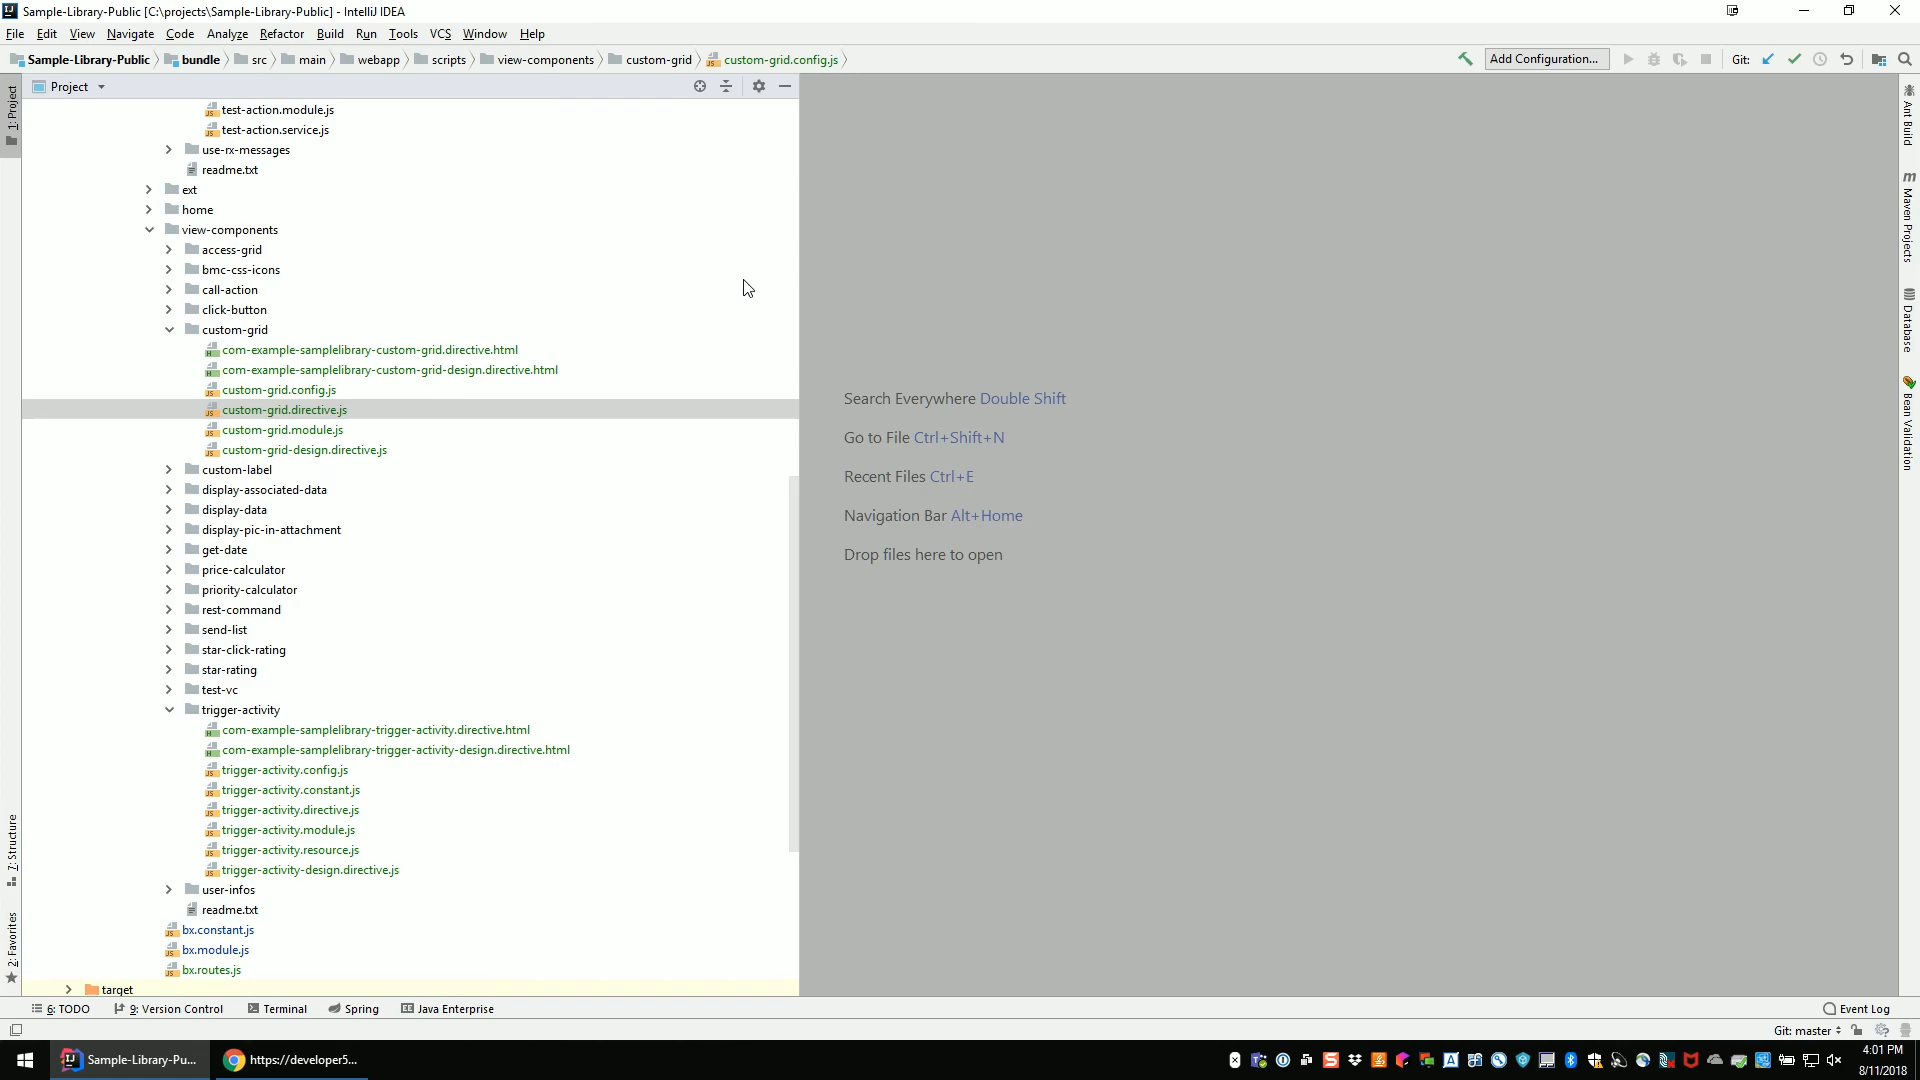 Sample-Library-Public [C:\projects\Sample-Library-Public] - IntelliJ IDEA
File Edit View Navigate Code Analyze Refactor Build Run Tools VCS Window Help
Sample-Library-Public bundle src main webapp scripts view-components custom-grid custom-grid.config.js Add Configuration... Git:
Project
test-action.module.js
test-action.service.js
use-rx-messages
readme.txt
ext
home
view-components
access-grid
bmc-css-icons
call-action
click-button
custom-grid
com-example-samplelibrary-custom-grid.directive.html
com-example-samplelibrary-custom-grid-design.directive.html
custom-grid.config.js
custom-grid.directive.js
custom-grid.module.js
custom-grid-design.directive.js
custom-label
display-associated-data
display-data
display-pic-in-attachment
get-date
price-calculator
priority-calculator
rest-command
send-list
star-click-rating
star-rating
test-vc
trigger-activity
com-example-samplelibrary-trigger-activity.directive.html
com-example-samplelibrary-trigger-activity-design.directive.html
trigger-activity.config.js
trigger-activity.constant.js
trigger-activity.directive.js
trigger-activity.module.js
trigger-activity.resource.js
trigger-activity-design.directive.js
user-infos
readme.txt
bx.constant.js
bx.module.js
bx.routes.js
target
1: Project
7: Structure
2: Favorites
Search Everywhere Double Shift
Go to File Ctrl+Shift+N
Recent Files Ctrl+E
Navigation Bar Alt+Home
Drop files here to open
Ant Build
Maven Projects
Database
Bean Validation
6: TODO 9: Version Control Terminal Spring Java Enterprise Event Log
Git: master
Sample-Library-Pu... https://developer5...
4:01 PM
8/11/2018